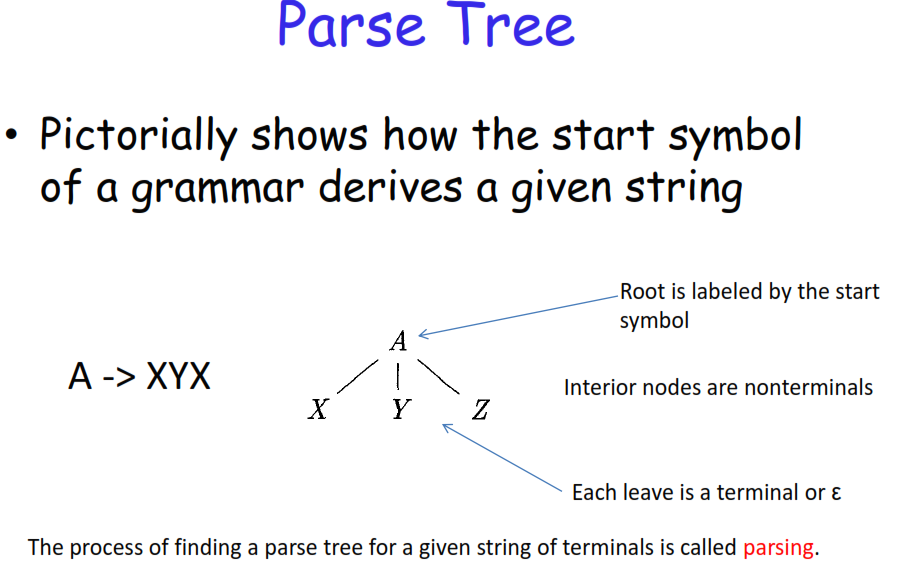 Parse Tree
• Pictorially shows how the start symbol
of a grammar derives a given string
Root is labeled by the start
symbol
A
A -> XYX
Interior nodes are nonterminals
X Y Z
Each leave is a terminal or ε
The process of finding a parse tree for a given string of terminals is called parsing.